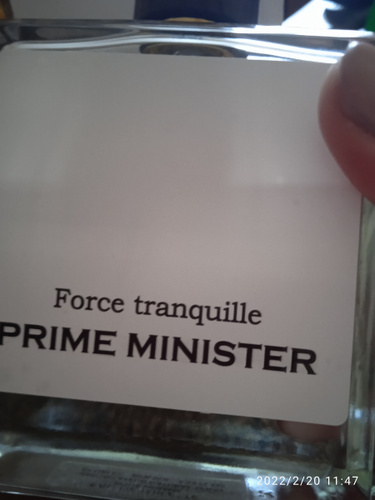 Force tranquille
PRIME MINISTER
2022/2/20 11:47